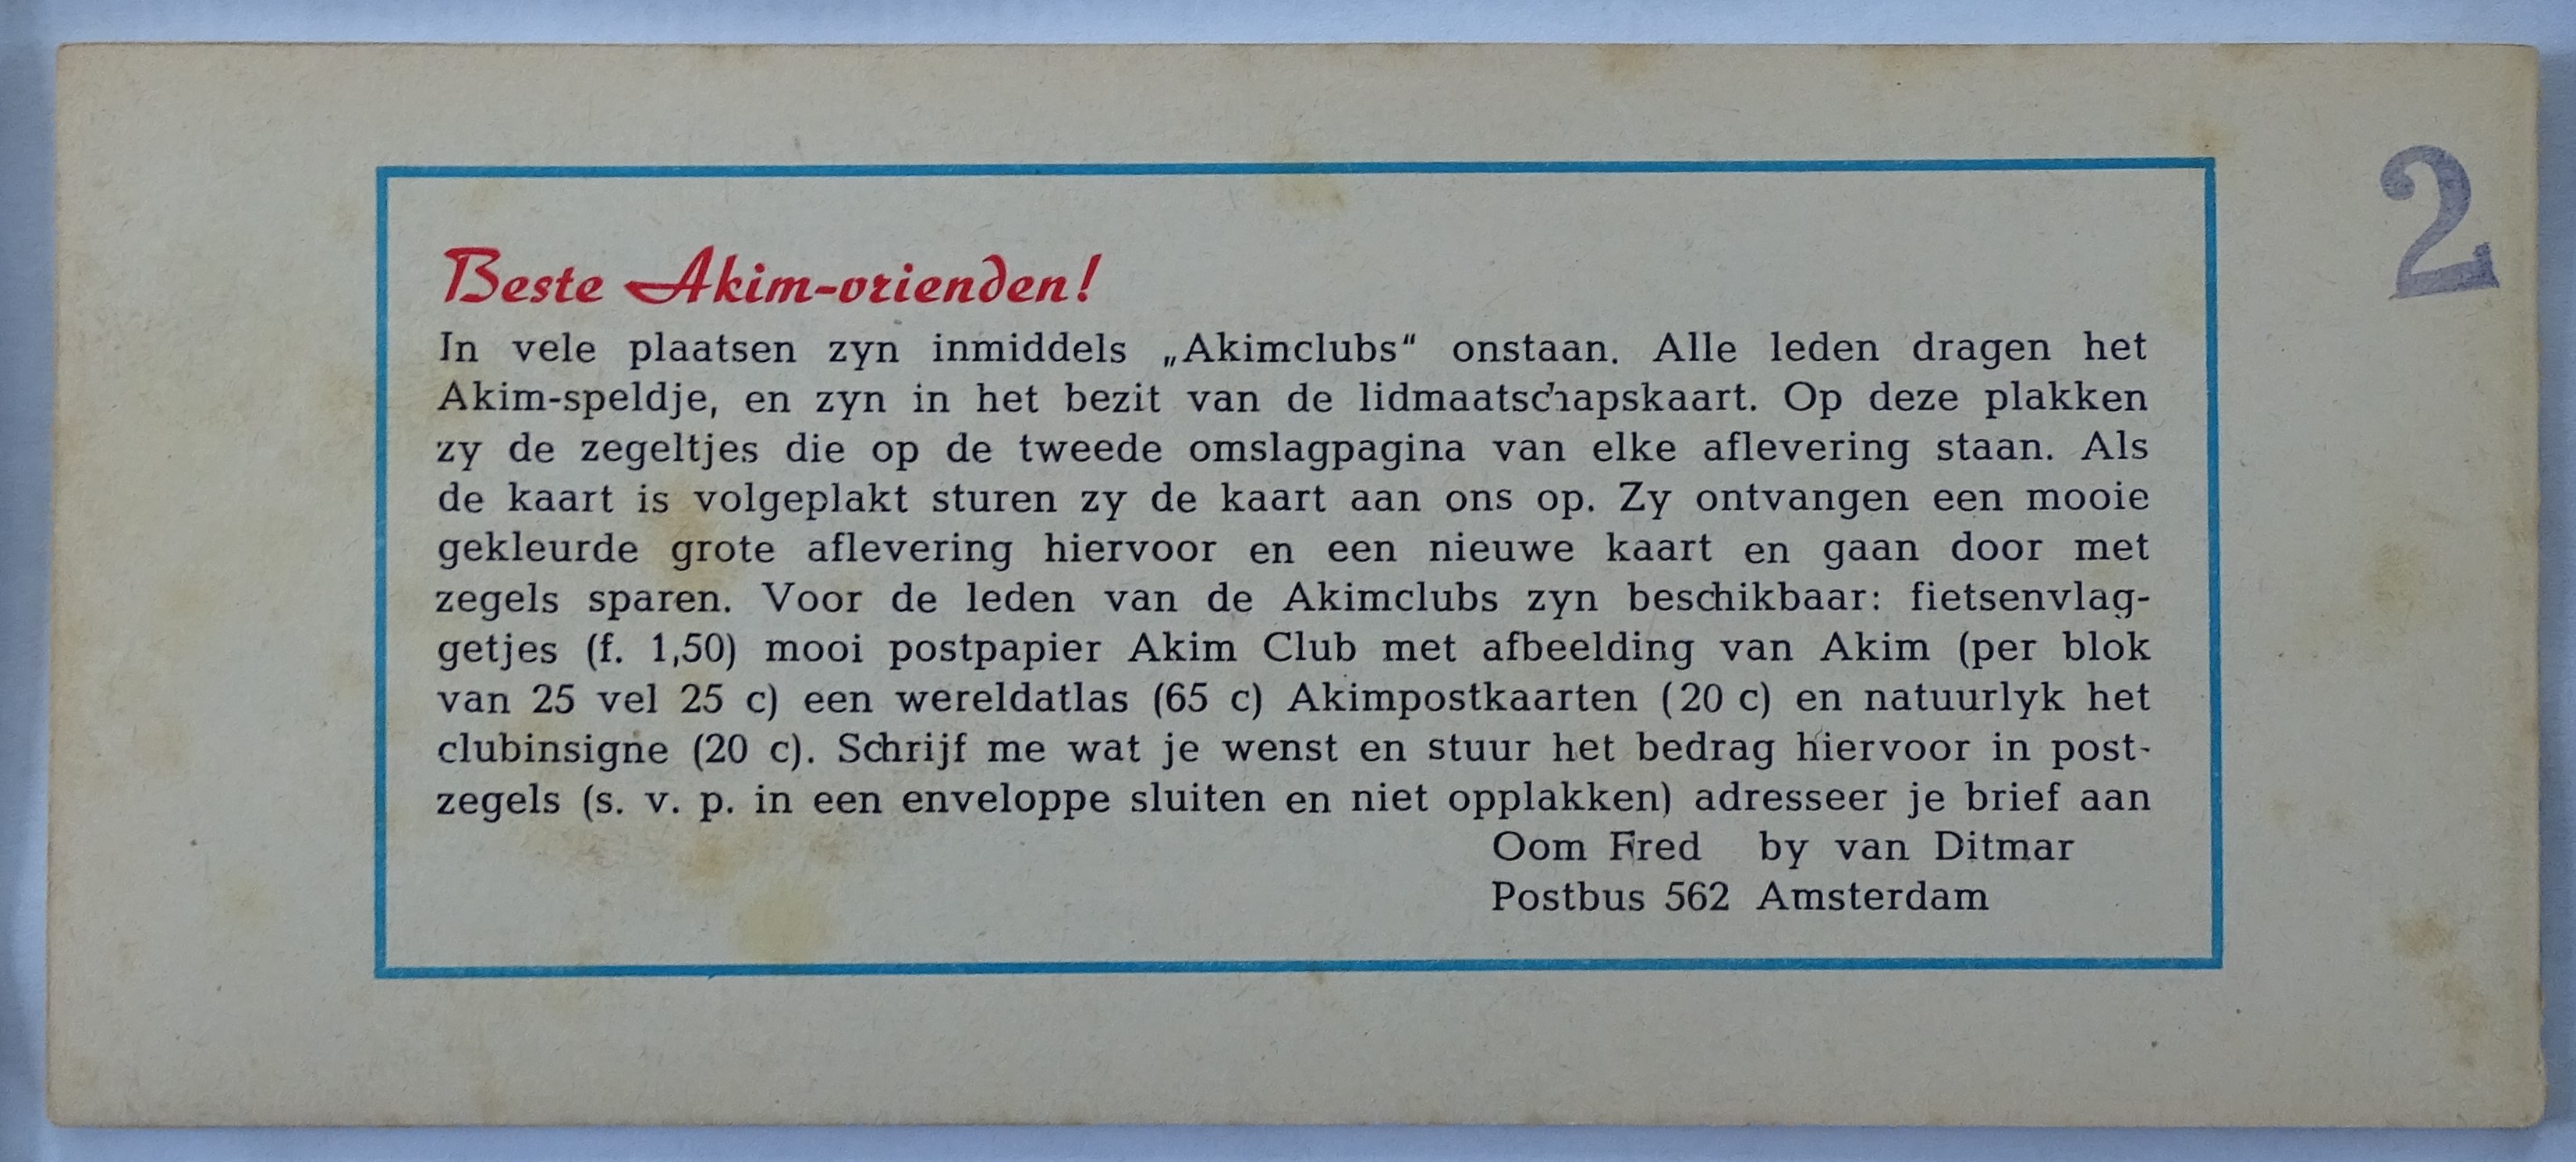 2
Beste Akim-vrienden!
In vele plaatsen zyn inmiddels „Akimclubs“ onstaan. Alle leden dragen het
Akim-speldje, en zyn in het bezit van de lidmaatschapskaart. Op deze plakken
zy de zegeltjes die op de tweede omslagpagina van elke aflevering staan. Als
de kaart is volgeplakt sturen zy de kaart aan ons op. Zy ontvangen een mooie
gekleurde grote aflevering hiervoor en een nieuwe kaart en gaan door met
zegels sparen. Voor de leden van de Akimclubs zyn beschikbaar: fietsenvlag-
getjes (f. 1,50) mooi postpapier Akim Club met afbeelding van Akim (per blok
van 25 vel 25 c) een wereldatlas (65 c) Akimpostkaarten (20 c) en natuurlyk het
clubinsigne (20 c). Schrijf me wat je wenst en stuur het bedrag hiervoor in post-
zegels (s. v. p. in een enveloppe sluiten en niet opplakken) adresseer je brief aan
Oom Fred by van Ditmar
Postbus 562 Amsterdam